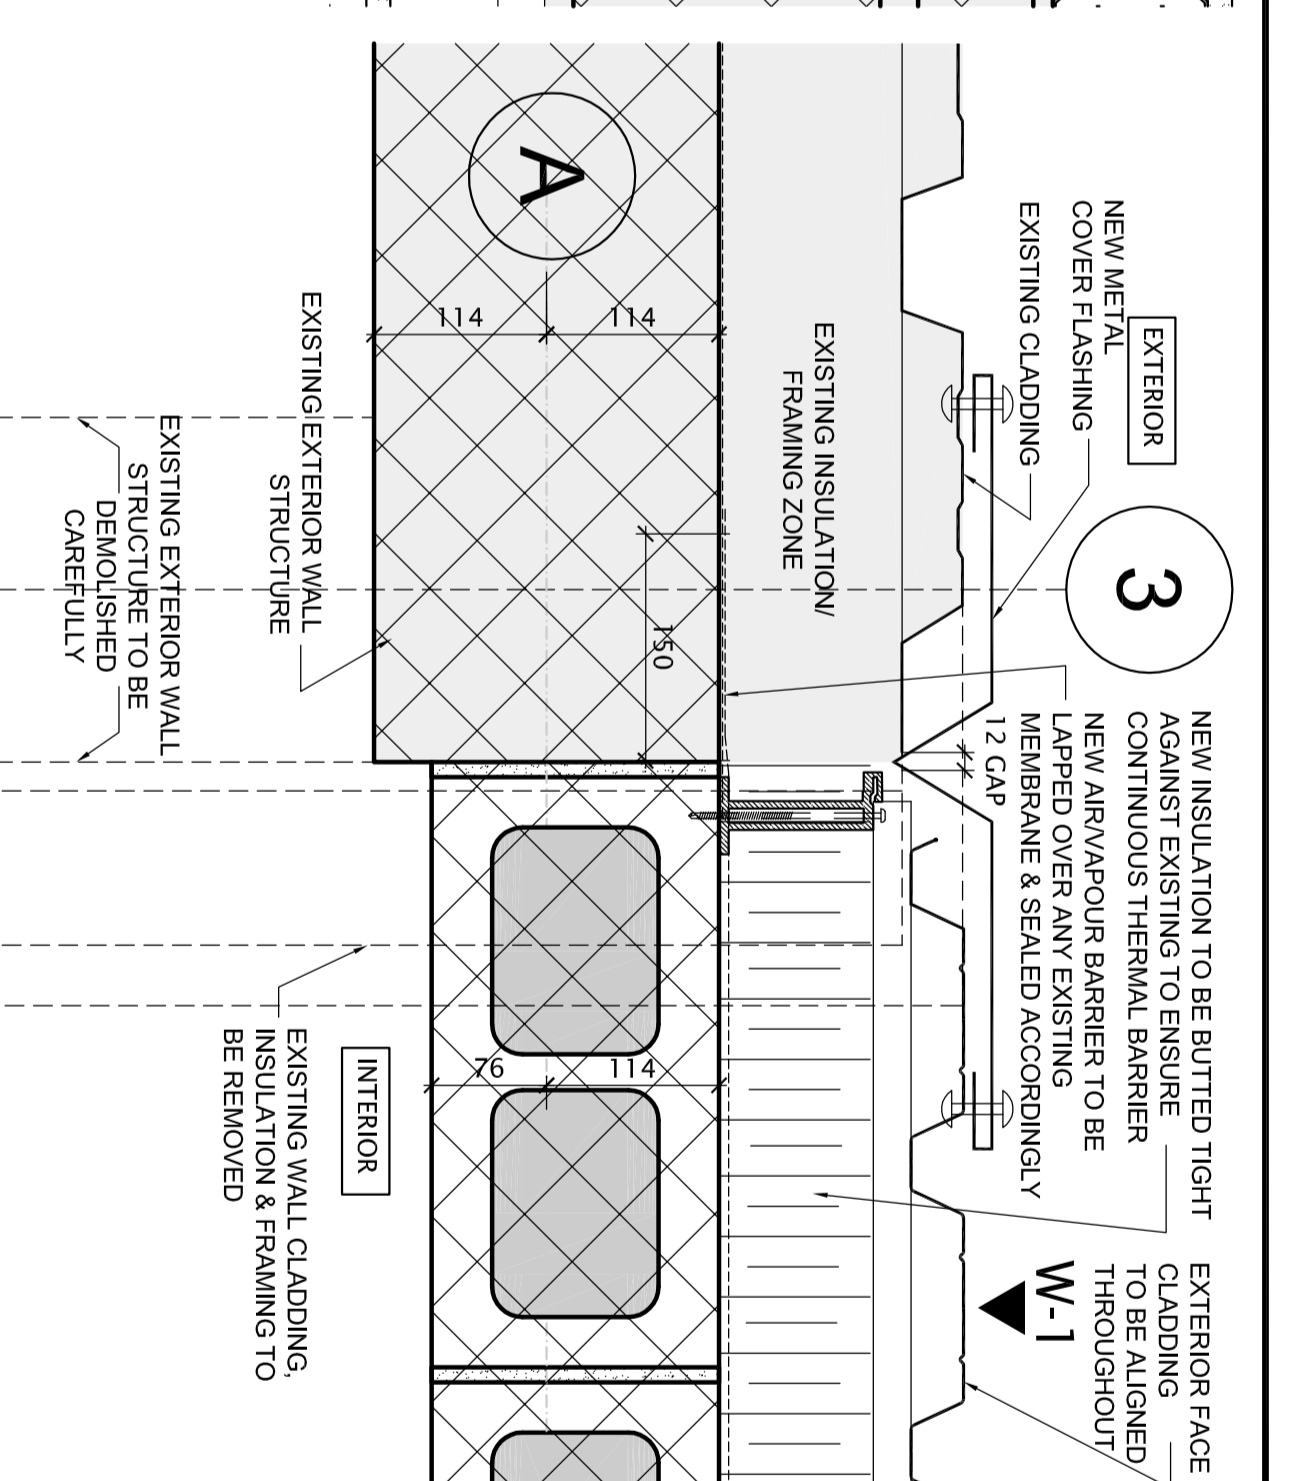 NEW METAL
COVER FLASHING
EXISTING CLADDING
EXTERIOR
3
A
114
114
EXISTING INSULATION/
FRAMING ZONE
EXISTING EXTERIOR WALL
STRUCTURE
EXISTING EXTERIOR WALL
STRUCTURE TO BE
DEMOLISHED
CAREFULLY
150
12 GAP
NEW INSULATION TO BE BUTTED TIGHT
AGAINST EXISTING TO ENSURE
CONTINUOUS THERMAL BARRIER
NEW AIR/VAPOUR BARRIER TO BE
LAPPED OVER ANY EXISTING
MEMBRANE & SEALED ACCORDINGLY
76
114
INTERIOR
EXISTING WALL CLADDING,
INSULATION & FRAMING TO
BE REMOVED
EXTERIOR FACE
CLADDING
TO BE ALIGNED
THROUGHOUT
W-1